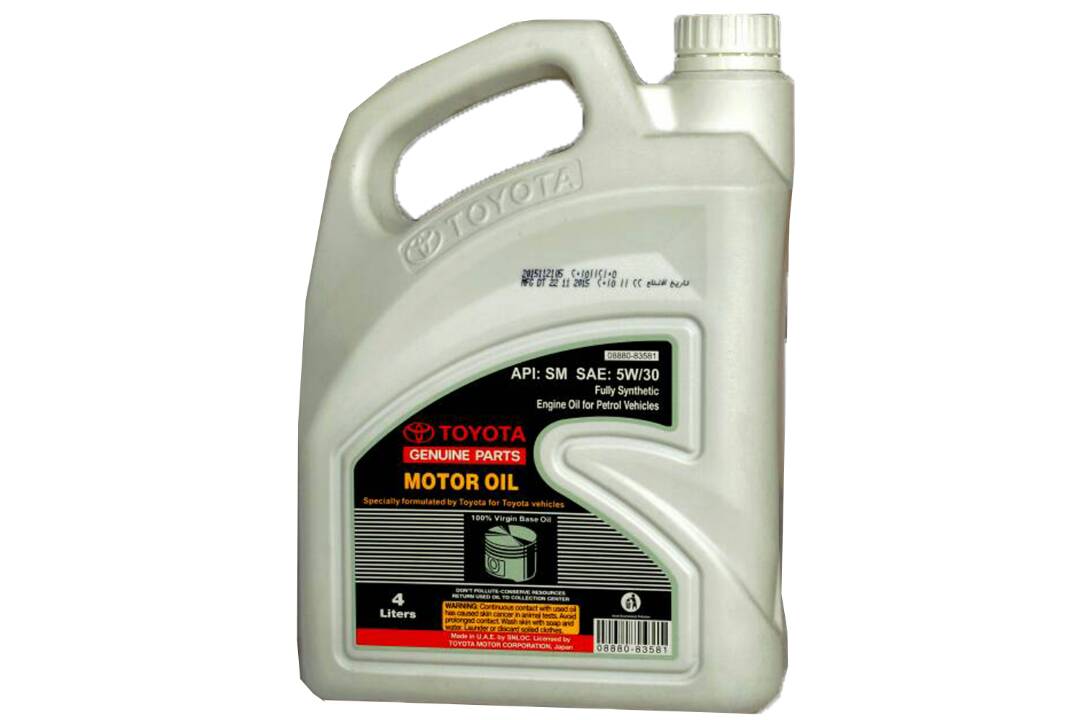 TOYOTA
2015112105 ٢٠١٥١١٢١٠٥
MFG DT 22 11 2015 ٢٠١٥ ١١ ٢٢ تاريخ الانتاج
08880-83581
API: SM SAE: 5W/30
Fully Synthetic
Engine Oil for Petrol Vehicles
TOYOTA
GENUINE PARTS
MOTOR OIL
Specially formulated by Toyota for Toyota vehicles
100% Virgin Base Oil
DON'T POLLUTE-CONSERVE RESOURCES
RETURN USED OIL TO COLLECTION CENTER
4
Liters
WARNING: Continuous contact with used oil
has caused skin cancer in animal tests. Avoid
prolonged contact. Wash skin with soap and
water. Launder or discard soiled clothes.
Made in U.A.E. by SNLOC. Licensed by
TOYOTA MOTOR CORPORATION, Japan
08880-83581